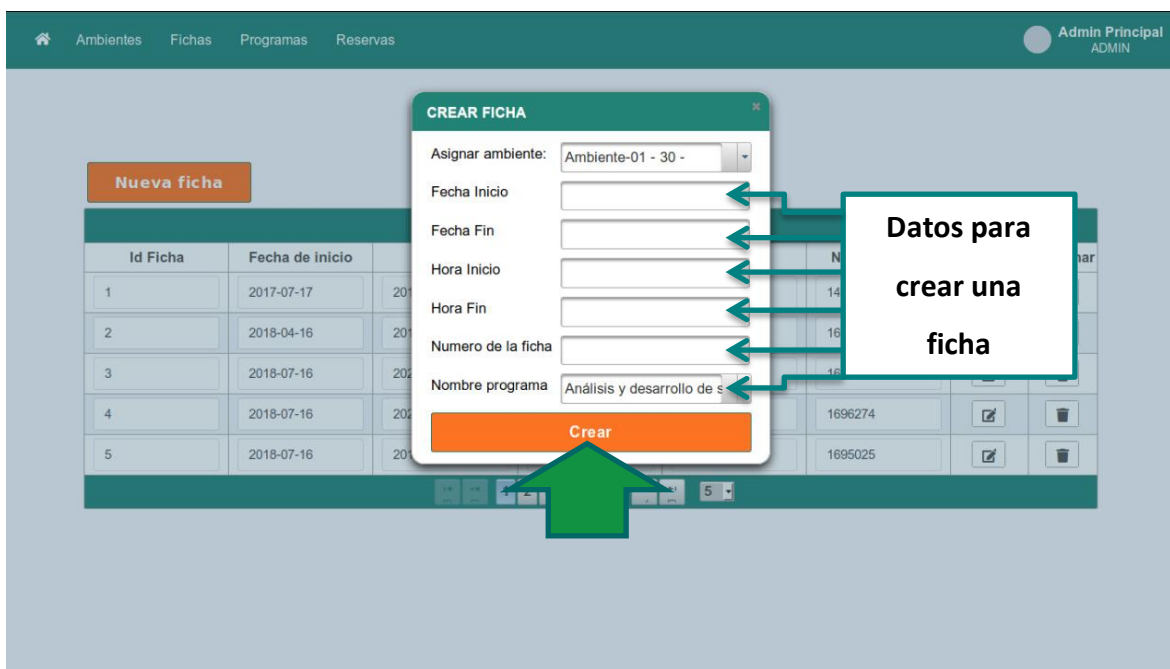 Ambientes Fichas Programas Reservas
Admin Principal
ADMIN
CREAR FICHA
Asignar ambiente: Ambiente-01 - 30 -
Fecha Inicio
Fecha Fin
Hora Inicio
Hora Fin
Numero de la ficha
Nombre programa Análisis y desarrollo de s
Crear
Datos para
crear una
ficha
Nueva ficha
Id Ficha Fecha de inicio
1 2017-07-17
2 2018-04-16
3 2018-07-16
4 2018-07-16 1696274
5 2018-07-16 1695025
1 2 5